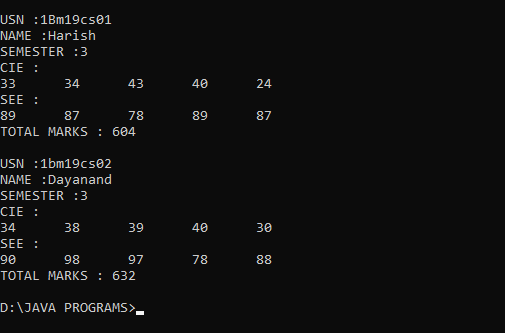 USN :1Bm19cs01
NAME :Harish
SEMESTER :3
CIE :
33 34 43 40 24
SEE :
89 87 78 89 87
TOTAL MARKS : 604
USN :1bm19cs02
NAME :Dayanand
SEMESTER :3
CIE :
34 38 39 40 30
SEE :
90 98 97 78 88
TOTAL MARKS : 632
D:\JAVA PROGRAMS>